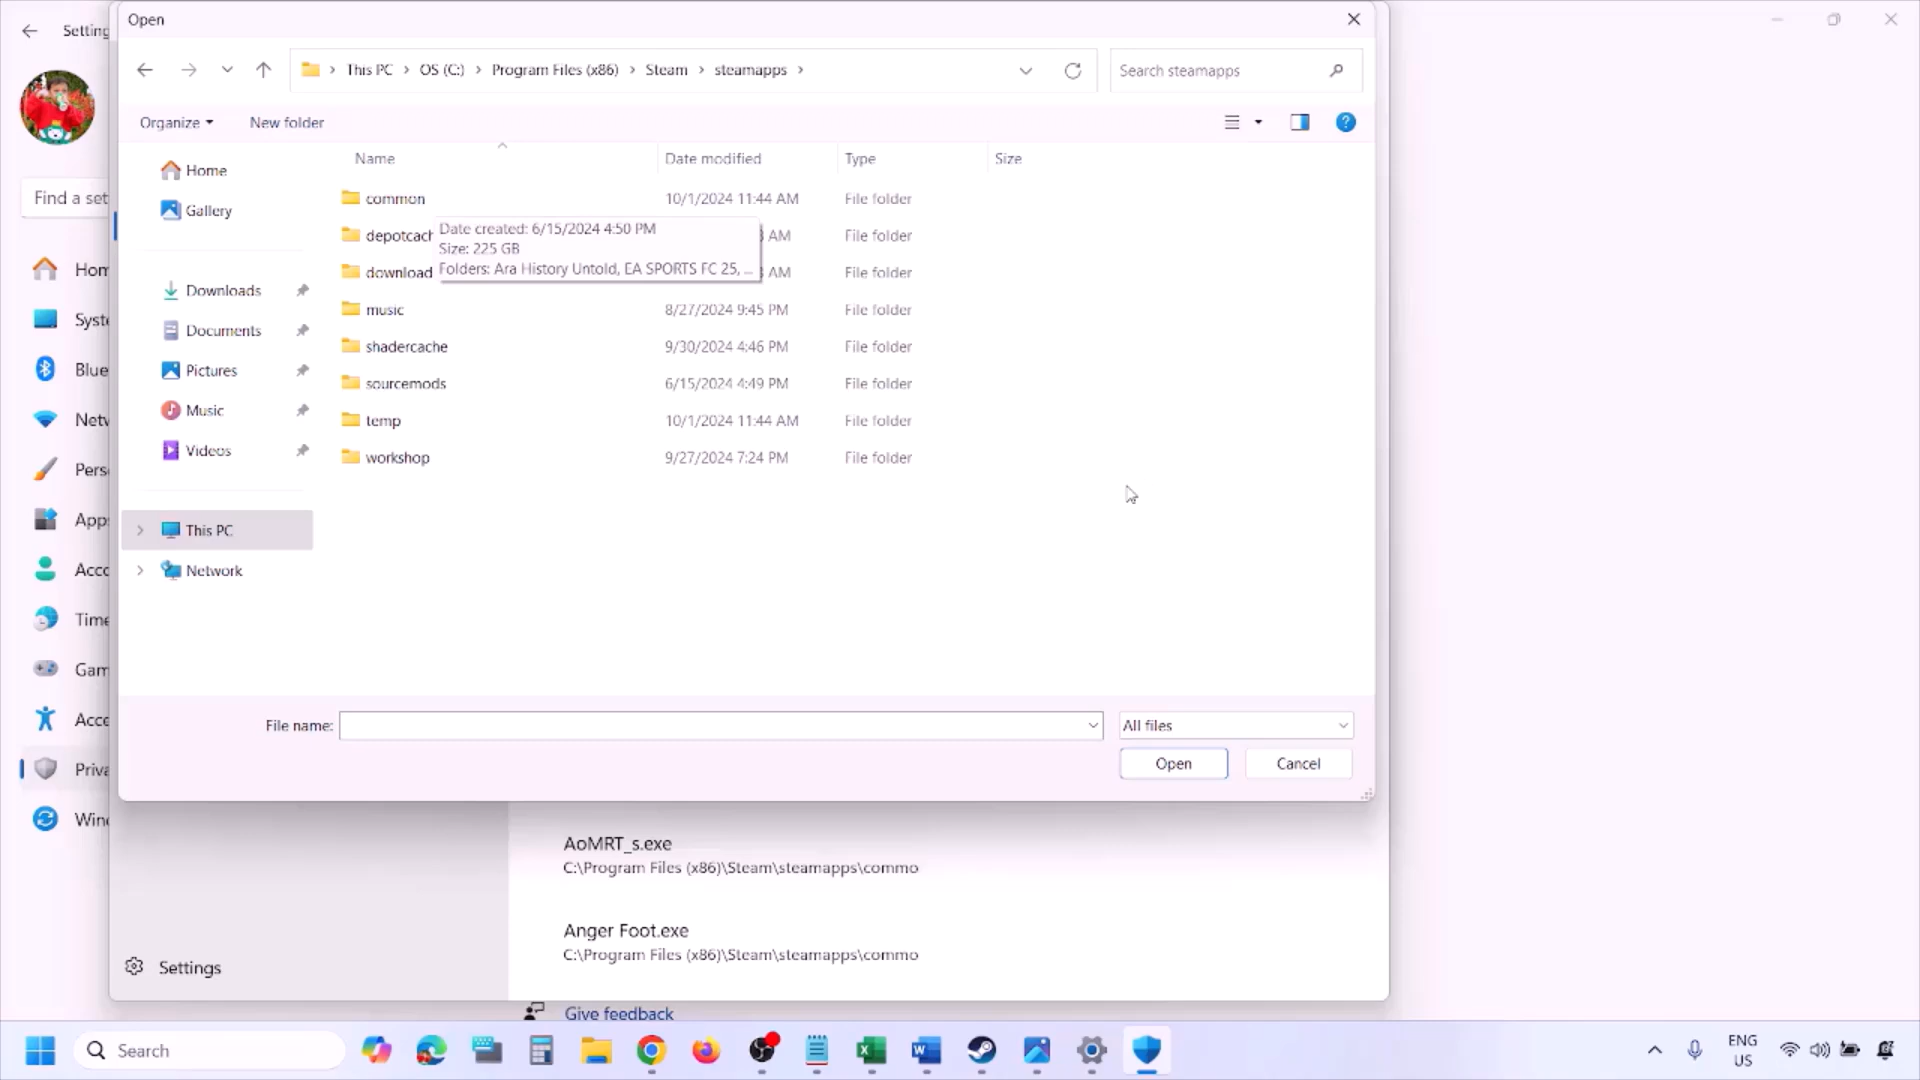 Open
Setting
This PC
OS (C:)
Program Files (x86)
Steam
steamapps
Search steamapps
Organize
New folder
Name
Date modified
Type
Size
Home
Gallery
Downloads
Documents
Pictures
Music
Videos
This PC
Network
common 10/1/2024 11:44 AM File folder
depotcach AM File folder
download AM File folder
music 8/27/2024 9:45 PM File folder
shadercache 9/30/2024 4:46 PM File folder
sourcemods 6/15/2024 4:49 PM File folder
temp 10/1/2024 11:44 AM File folder
workshop 9/27/2024 7:24 PM File folder
Date created: 6/15/2024 4:50 PM
Size: 225 GB
Folders: Ara History Untold, EA SPORTS FC 25, ...
File name:
All files
Open
Cancel
Find a set
Hom
Syste
Blue
Netw
Perso
Apps
Acco
Time
Gam
Acce
Priva
Wind
AoMRT_s.exe
C:\Program Files (x86)\Steam\steamapps\commo
Anger Foot.exe
C:\Program Files (x86)\Steam\steamapps\commo
Settings
Give feedback
Search
ENG
US